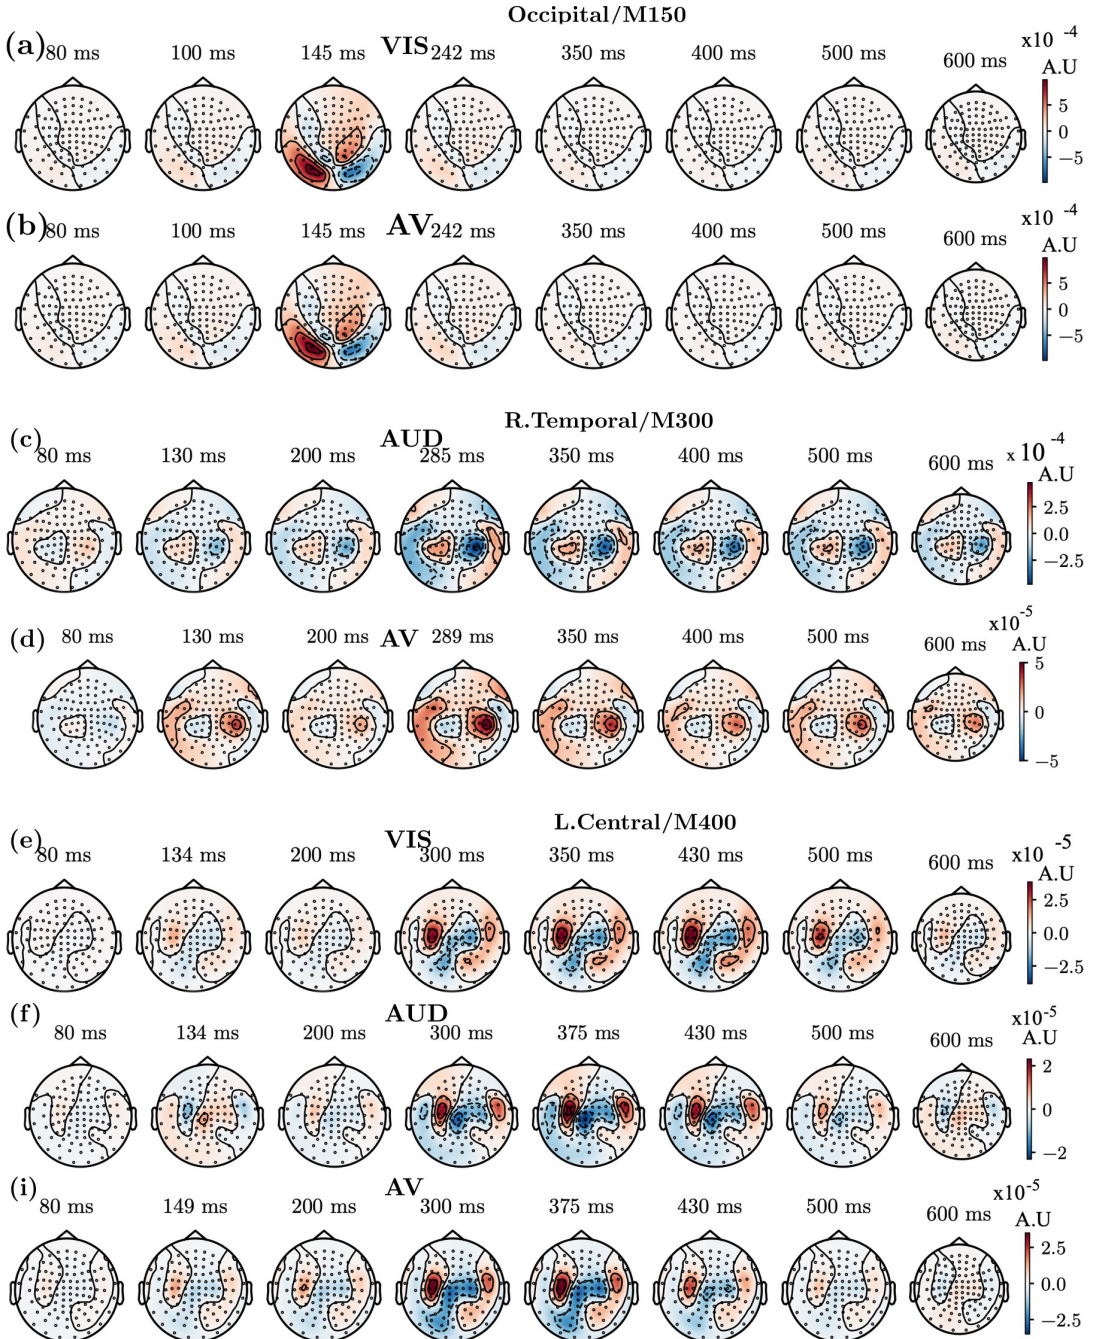 Occipital/M150
(a) 80 ms 100 ms 145 ms VIS 242 ms 350 ms 400 ms 500 ms 600 ms x10 -4
A.U
5
0
−5
(b) 80 ms 100 ms 145 ms AV 242 ms 350 ms 400 ms 500 ms 600 ms x10 -4
A.U
5
0
−5
R.Temporal/M300
(c) 80 ms 130 ms 200 ms AUD 285 ms 350 ms 400 ms 500 ms 600 ms x 10 -4
A.U
2.5
0.0
−2.5
(d) 80 ms 130 ms 200 ms AV 289 ms 350 ms 400 ms 500 ms 600 ms x10-5
A.U
5
0
−5
L.Central/M400
(e) 80 ms 134 ms 200 ms VIS 300 ms 350 ms 430 ms 500 ms 600 ms x10 -5
A.U
2.5
0.0
−2.5
(f) 80 ms 134 ms 200 ms AUD 300 ms 375 ms 430 ms 500 ms 600 ms x10-5
A.U
2
0
−2
(i) 80 ms 149 ms 200 ms AV 300 ms 375 ms 430 ms 500 ms 600 ms x10-5
A.U
2.5
0.0
−2.5